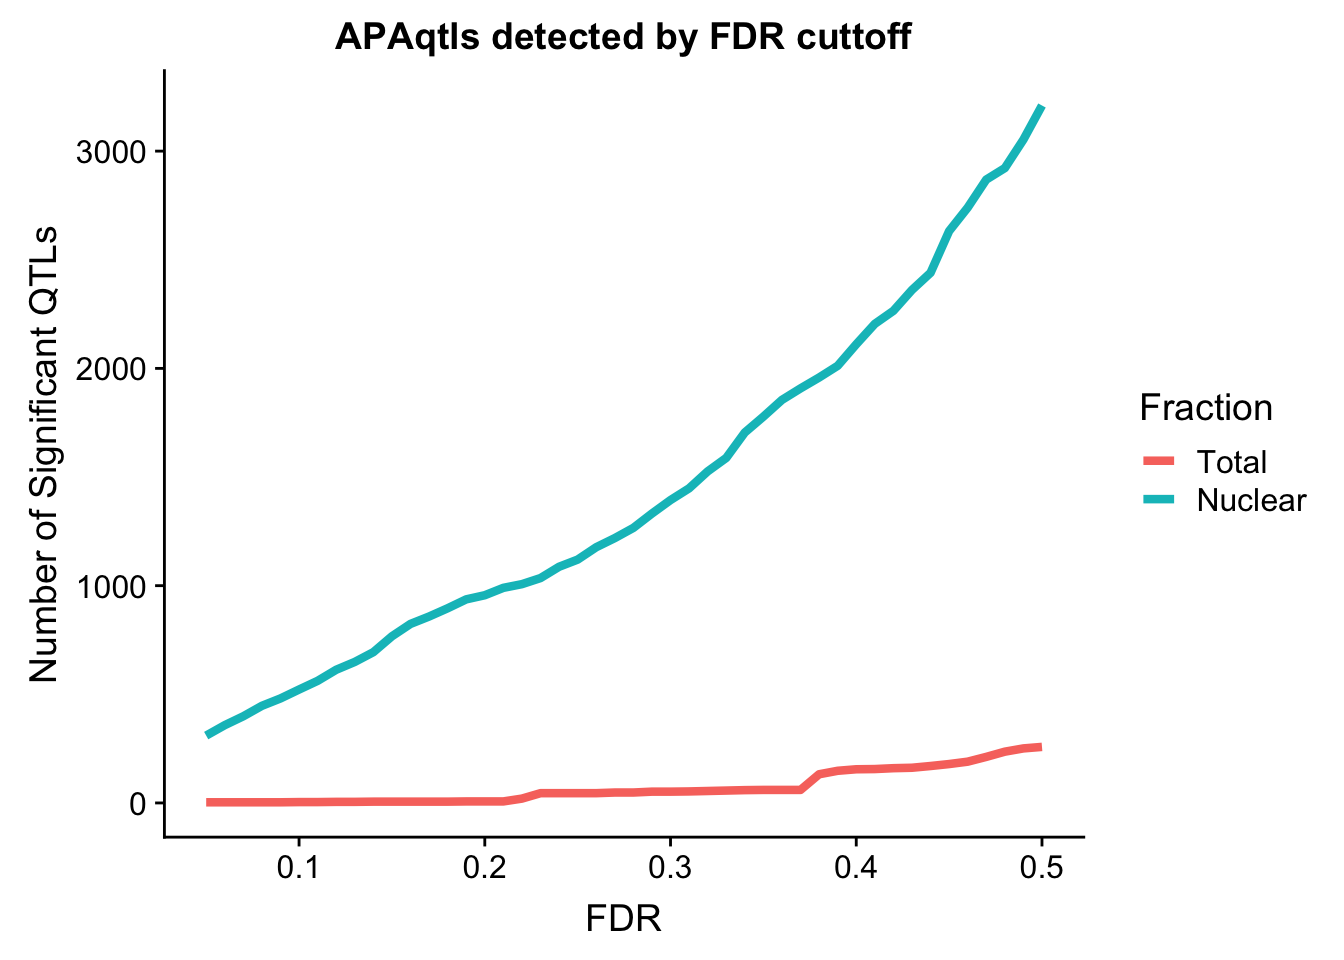 APAqtls detected by FDR cuttoff
Number of Significant QTLs
3000
2000
1000
0
0.1
0.2
0.3
0.4
0.5
FDR
Fraction
Total
Nuclear